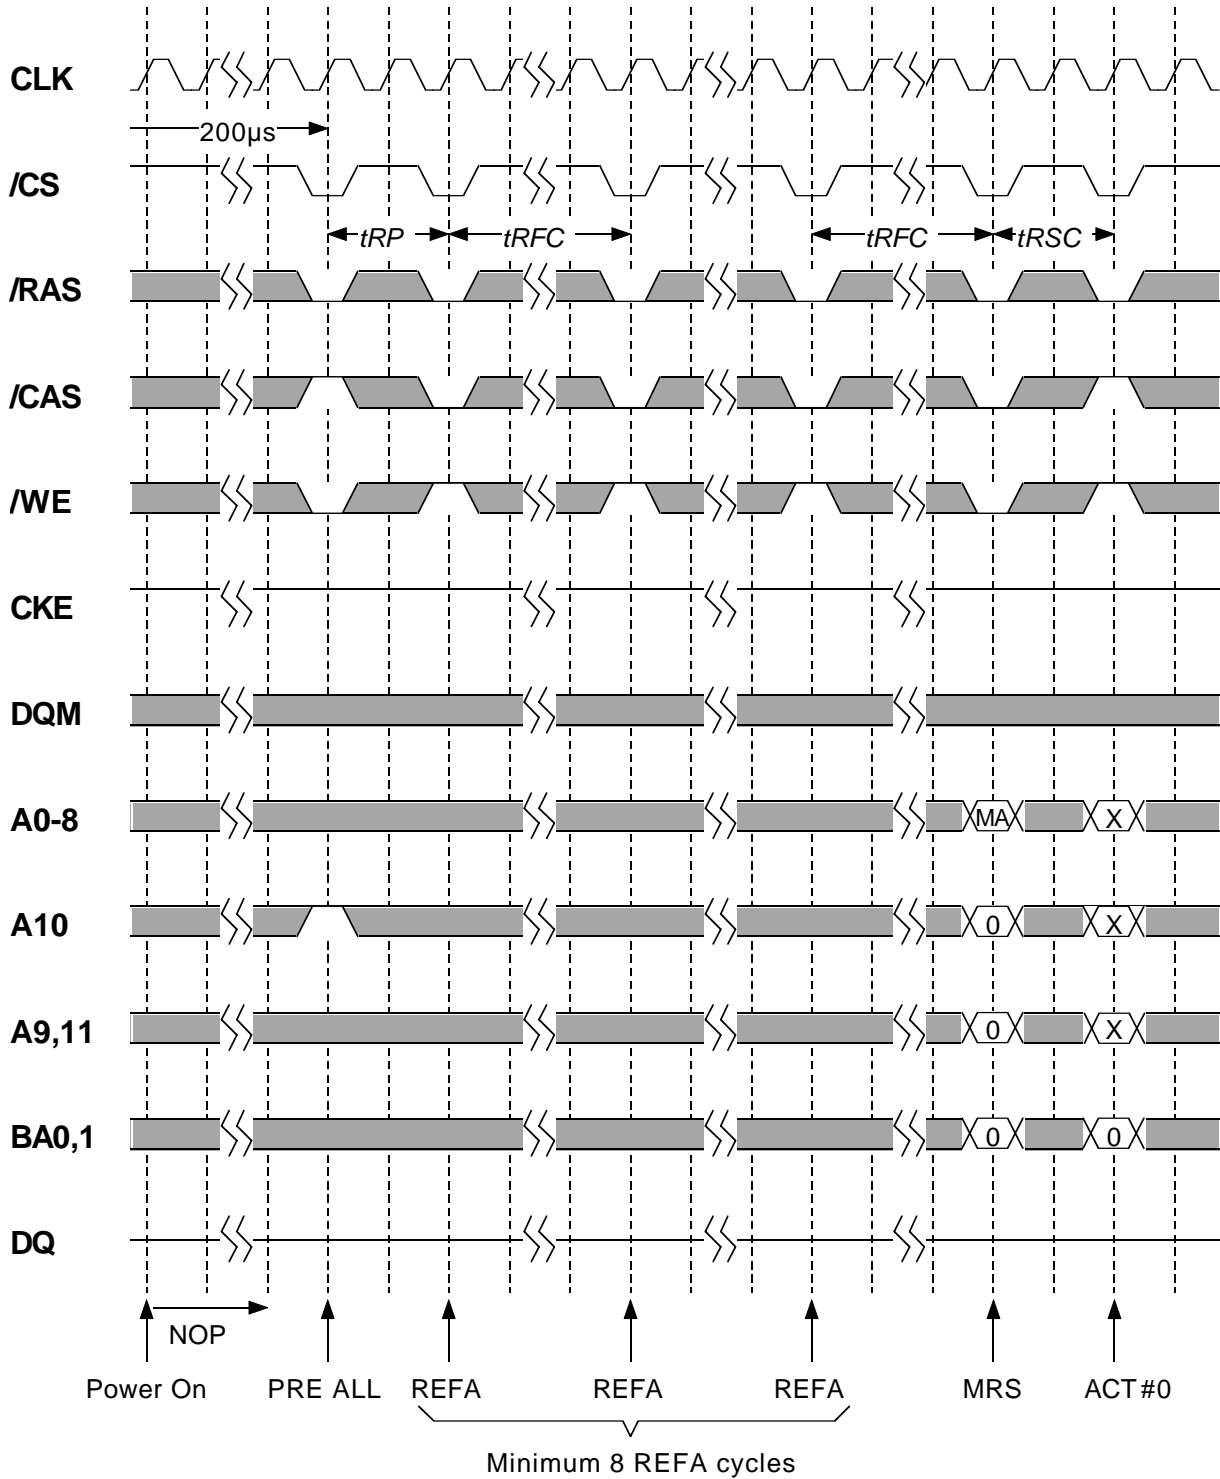 CLK
200µs
/CS
tRP tRFC tRFC tRSC
/RAS
/CAS
/WE
CKE
DQM
A0-8 MA X
A10 0 X
A9,11 0 X
BA0,1 0 0
DQ
NOP
Power On PRE ALL REFA REFA REFA MRS ACT#0
Minimum 8 REFA cycles